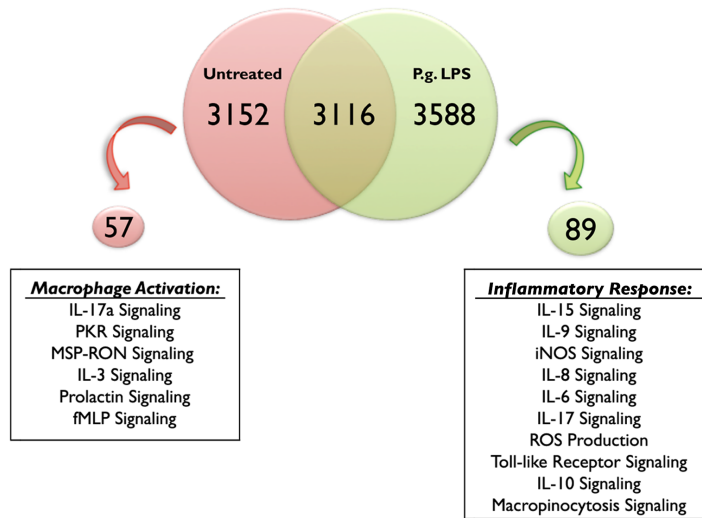 Untreated
P.g. LPS
3152
3116
3588
57
89
Macrophage Activation:
IL-17a Signaling
PKR Signaling
MSP-RON Signaling
IL-3 Signaling
Prolactin Signaling
fMLP Signaling
Inflammatory Response:
IL-15 Signaling
IL-9 Signaling
iNOS Signaling
IL-8 Signaling
IL-6 Signaling
IL-17 Signaling
ROS Production
Toll-like Receptor Signaling
IL-10 Signaling
Macropinocytosis Signaling